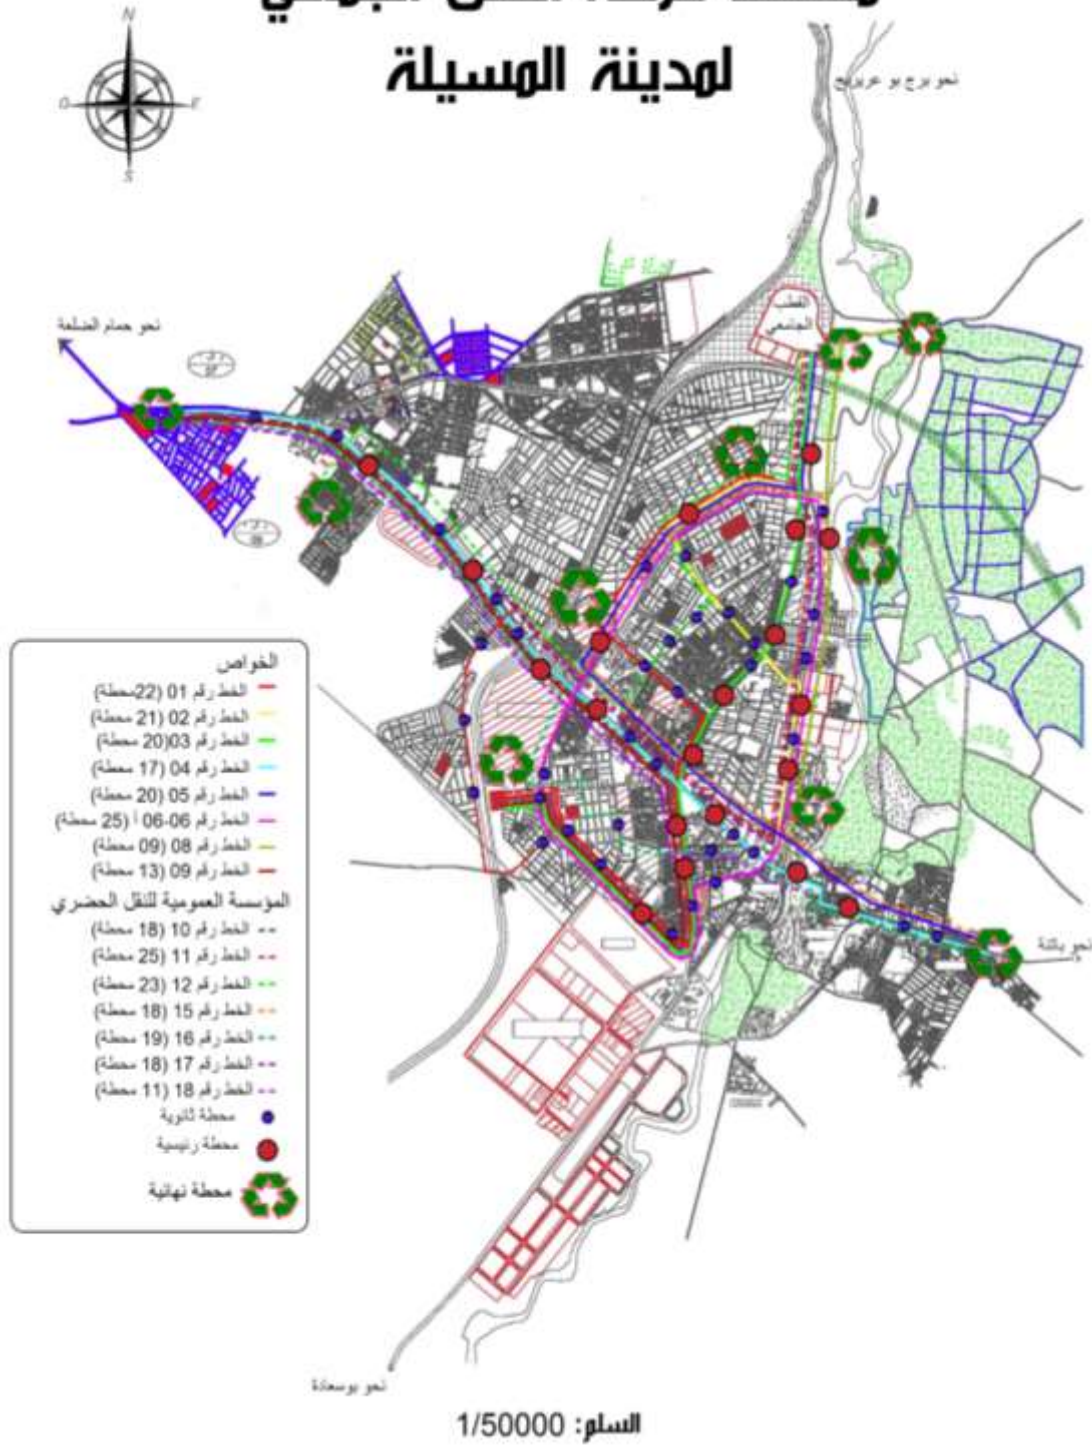 لمدينة المسيلة
N
O
E
S
نحو برج بو عريريج
القطب
الجامعي
نحو حمام الضلعة
نحو باتنة
الخواص
الخط رقم 01 (22محطة)
الخط رقم 02 (21 محطة)
الخط رقم 03(20 محطة)
الخط رقم 04 (17 محطة)
الخط رقم 05 (20 محطة)
الخط رقم 06-06 أ (25 محطة)
الخط رقم 08 (09 محطة)
الخط رقم 09 (13 محطة)
المؤسسة العمومية للنقل الحضري
الخط رقم 10 (18 محطة)
الخط رقم 11 (25 محطة)
الخط رقم 12 (23 محطة)
الخط رقم 15 (18 محطة)
الخط رقم 16 (19 محطة)
الخط رقم 17 (18 محطة)
الخط رقم 18 (11 محطة)
محطة ثانوية
محطة رئيسية
محطة نهائية
نحو بوسعادة
السلم: 1/50000